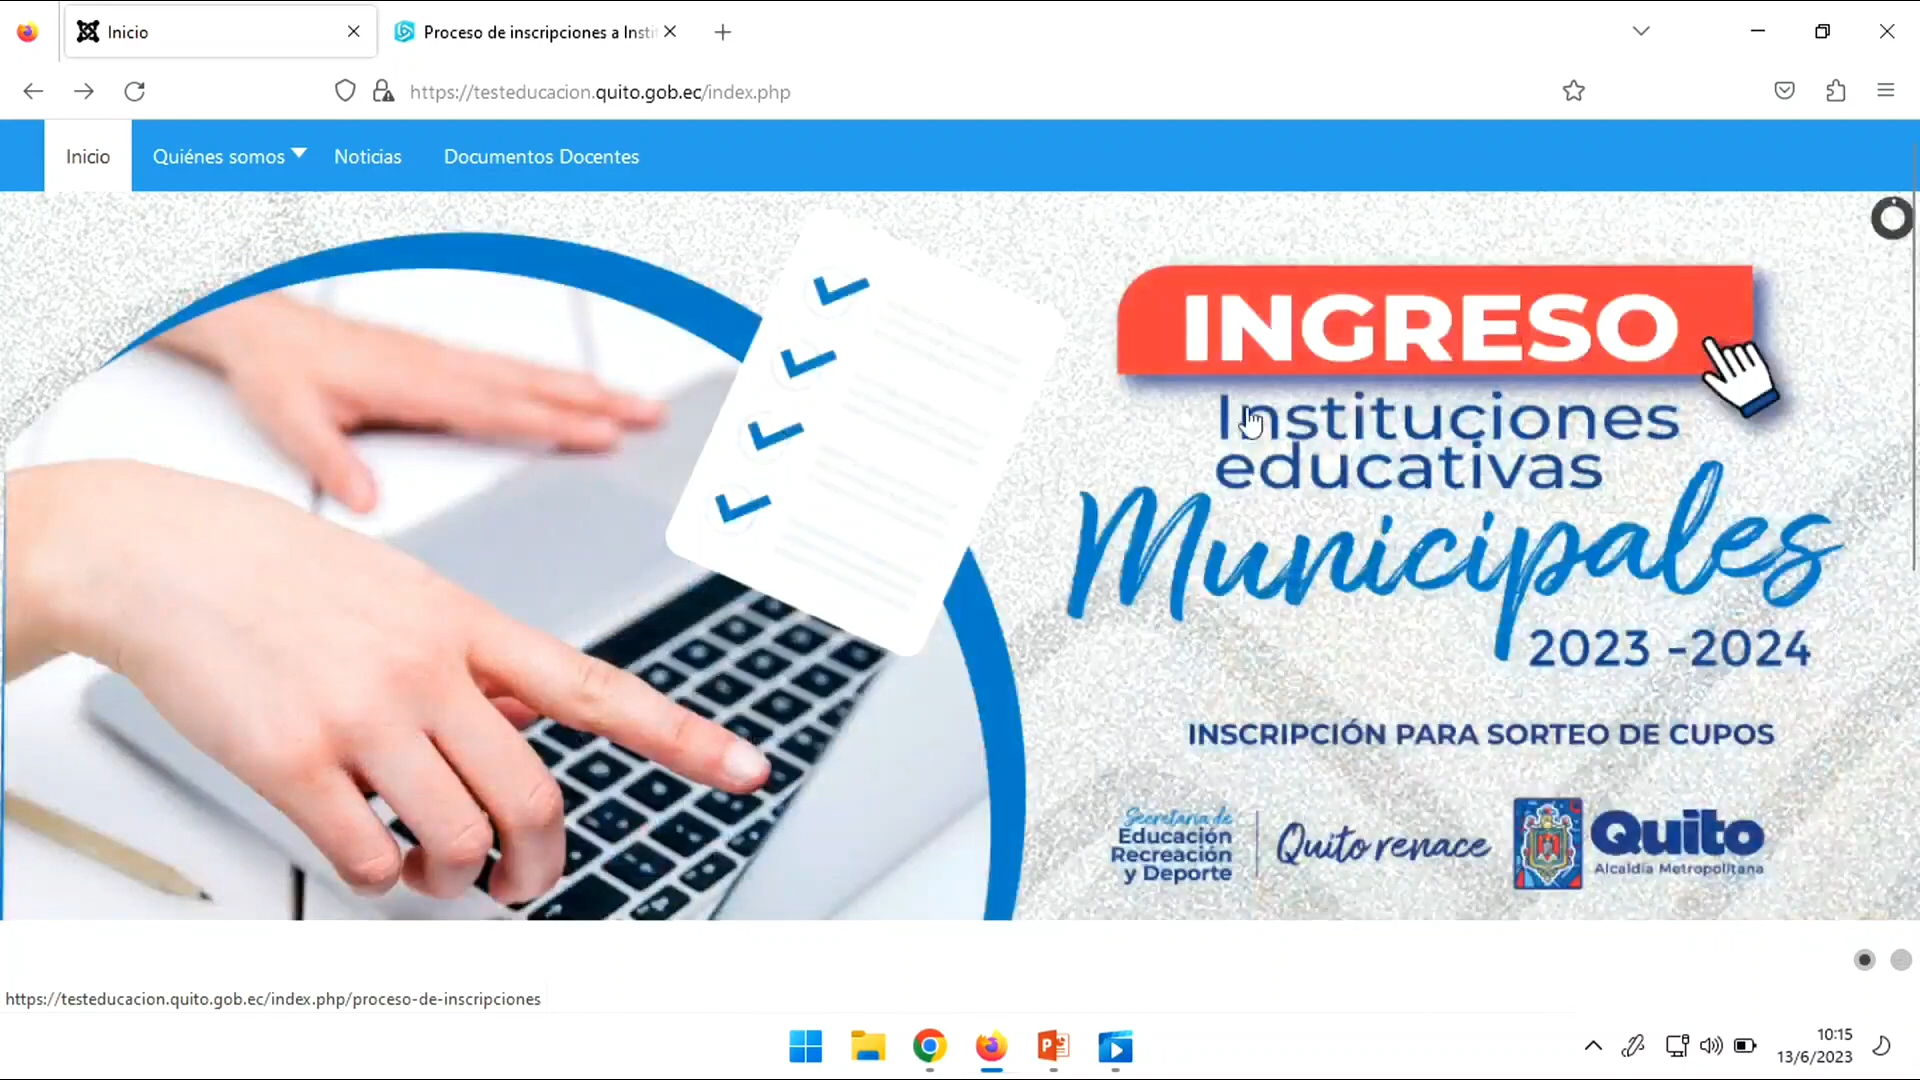 Inicio
Proceso de inscripciones a Insti
https://testeducacion.quito.gob.ec/index.php
Inicio
Quiénes somos
Noticias
Documentos Docentes
INGRESO
Instituciones
educativas
Municipales
2023 -2024
INSCRIPCIÓN PARA SORTEO DE CUPOS
Secretaría de
Educación
Recreación
y Deporte
Quito renace
Quito
Alcaldía Metropolitana
https://testeducacion.quito.gob.ec/index.php/proceso-de-inscripciones
10:15
13/6/2023